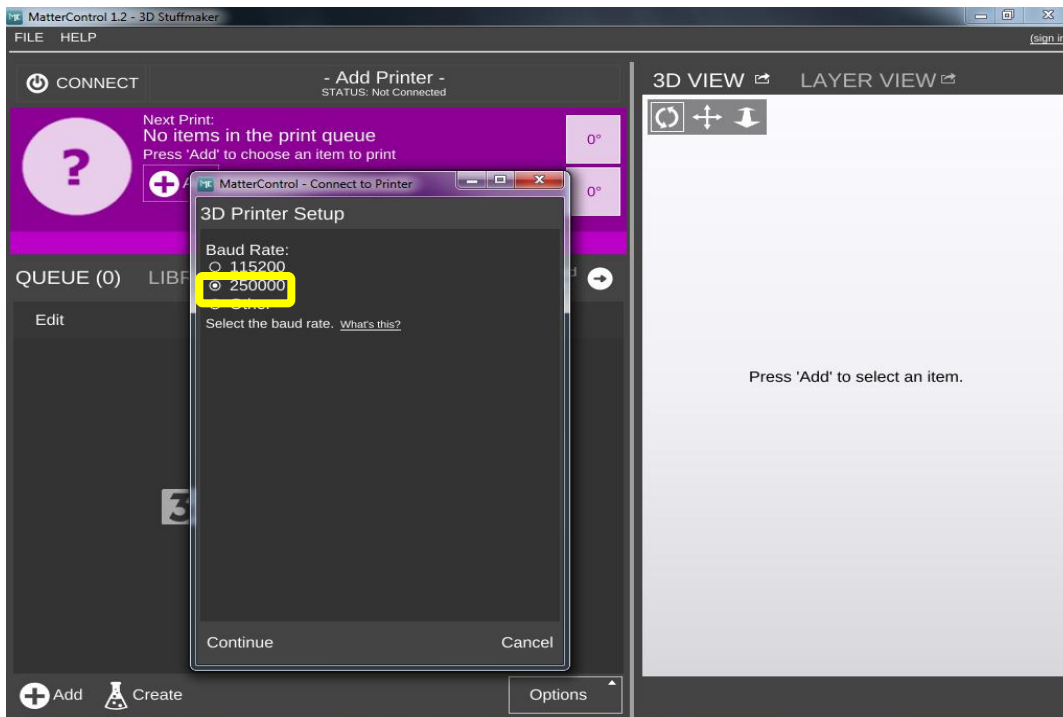 MatterControl 1.2 - 3D Stuffmaker
FILE HELP
(sign in
CONNECT
- Add Printer -
STATUS: Not Connected
3D VIEW
LAYER VIEW
Next Print:
No items in the print queue
Press 'Add' to choose an item to print
0°
0°
MatterControl - Connect to Printer
3D Printer Setup
Baud Rate:
115200
250000
Other
Select the baud rate. What's this?
Continue
Cancel
QUEUE (0)
Edit
Press 'Add' to select an item.
Add
Create
Options